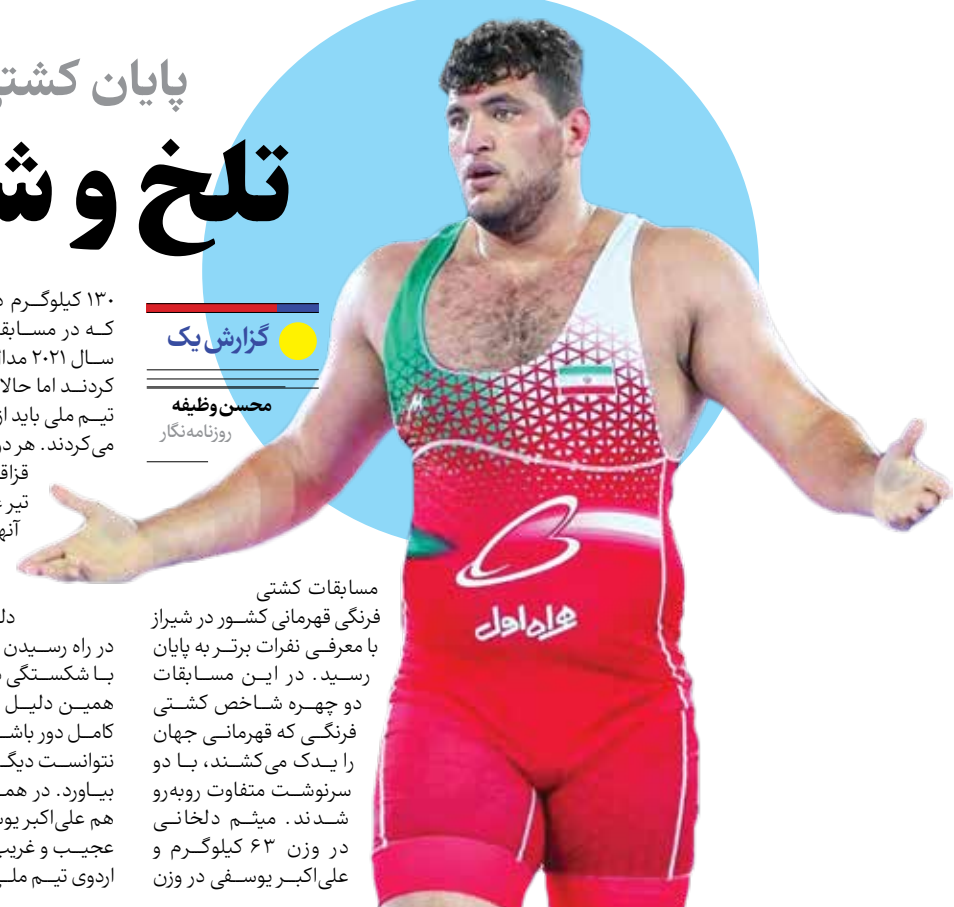 پایان کشتی
تلخ و ش
گزارش یک
محسن وظیفه
روزنامه‌نگار
مسابقات کشتی
فرنگی قهرمانی کشور در شیراز
با معرفی نفرات برتر به پایان
رسید. در این مسابقات
دو چهره شاخص کشتی
فرنگی که قهرمانی جهان
را یدک می‌کشند، با دو
سرنوشت متفاوت روبه‌رو
شدند. میثم دلخانی
در وزن ۶۳ کیلوگرم و
علی‌اکبر یوسفی در وزن
۱۳۰ کیلوگرم
که در مسابقا
سال ۲۰۲۱ مدا
کردند اما حالا
تیم ملی باید از
می‌کردند. هر دو
قزاق
تیر
آنه
دل
در راه رسیدن
با شکستگی
همین دلیل
کامل دور باش
نتوانست دیگ
بیاورد. در هم
هم علی‌اکبر یو
عجیب و غریب
اردوی تیم ملی
همراه اول